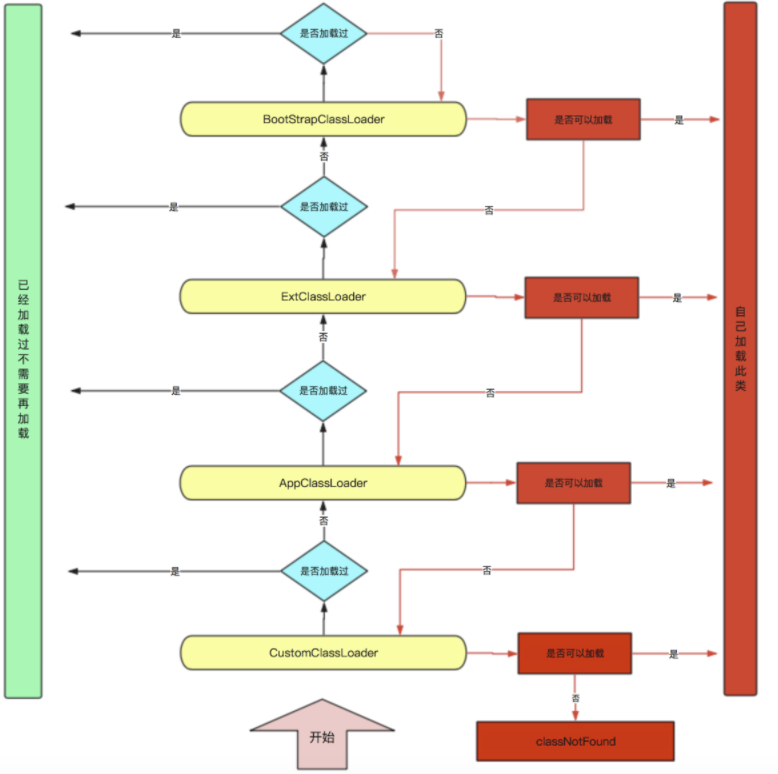 是否加载过
是
否
BootStrapClassLoader
是否可以加载
是
否
是否加载过
是
否
ExtClassLoader
是否可以加载
是
否
是否加载过
是
否
AppClassLoader
是否可以加载
是
否
是否加载过
是
否
CustomClassLoader
是否可以加载
是
否
classNotFound
开始
已经加载过不需要再加载
自己加载此类